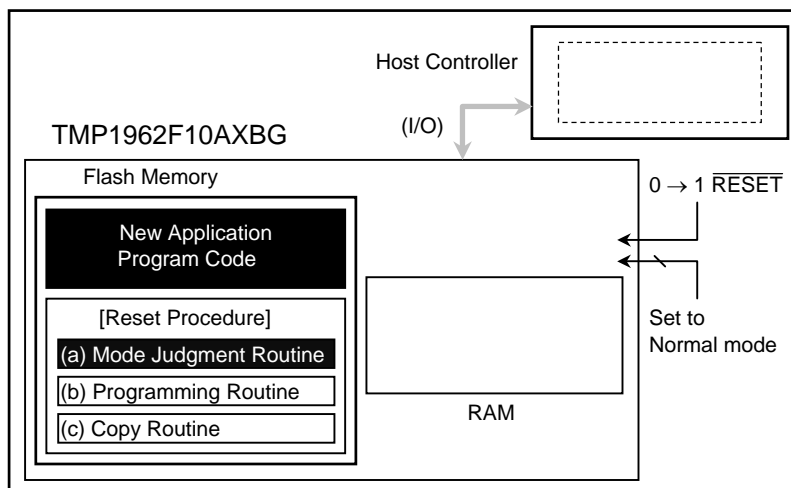 Host Controller
(I/O)
TMP1962F10AXBG
Flash Memory
0 → 1 RESET
New Application
Program Code
[Reset Procedure]
Set to
Normal mode
(a) Mode Judgment Routine
(b) Programming Routine
(c) Copy Routine
RAM